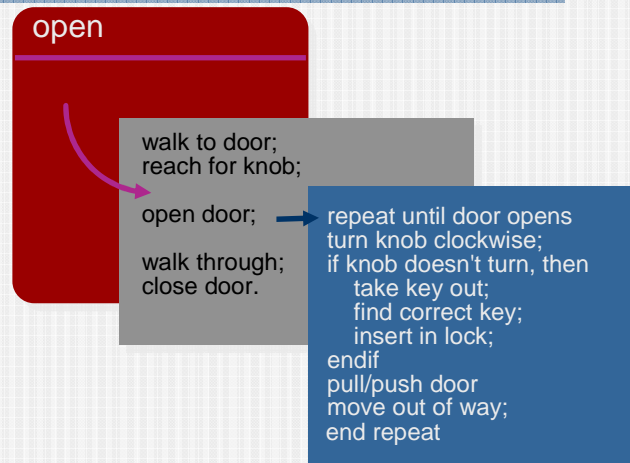 open
walk to door;
reach for knob;
open door;
walk through;
close door.
repeat until door opens
turn knob clockwise;
if knob doesn't turn, then
take key out;
find correct key;
insert in lock;
endif
pull/push door
move out of way;
end repeat